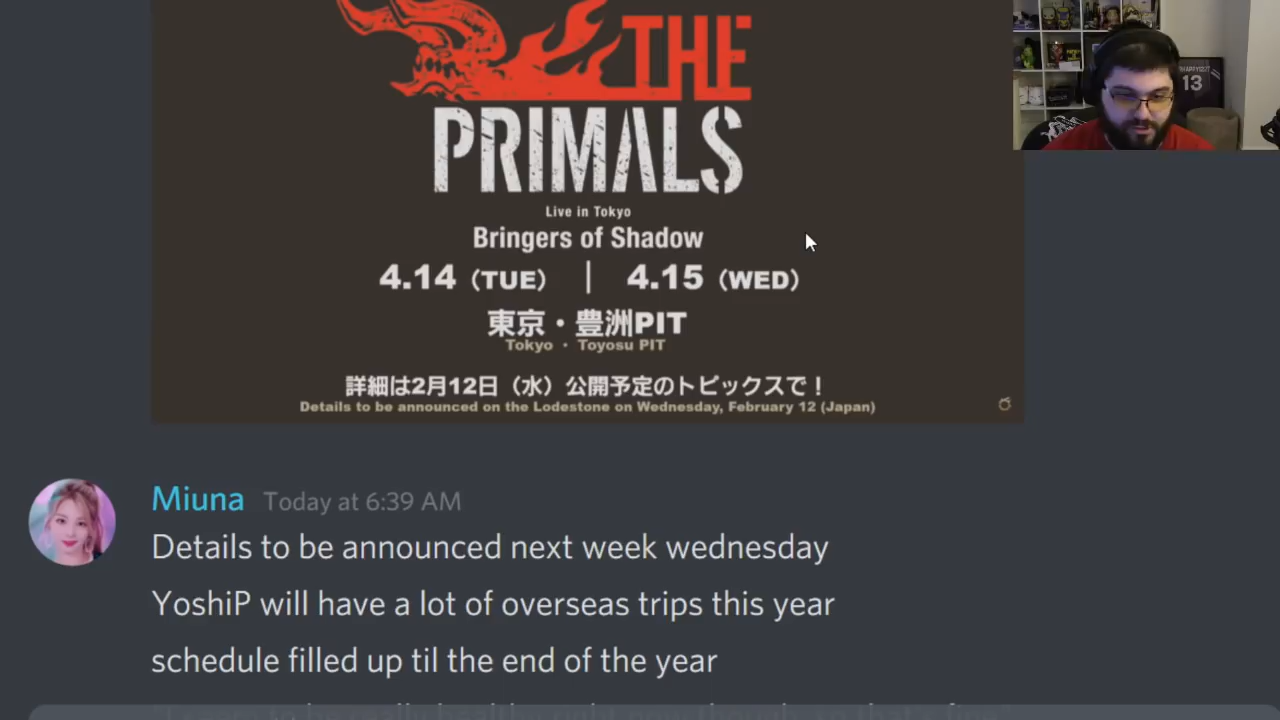 THE
PRIMALS
Live in Tokyo
Bringers of Shadow
4.14 (TUE) | 4.15 (WED)
東京・豊洲PIT
Tokyo ・ Toyosu PIT
詳細は2月12日（水）公開予定のトピックスで！
Details to be announced on the Lodestone on Wednesday, February 12 (Japan)
13
Miuna Today at 6:39 AM
Details to be announced next week wednesday
YoshiP will have a lot of overseas trips this year
schedule filled up til the end of the year